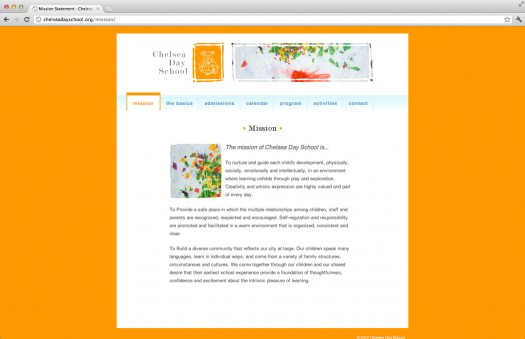 Mission Statement - Chelsea
chelseadayschool.org/mission/
Chelsea
Day
School
mission
the basics
admissions
calendar
program
activities
contact
• Mission •
The mission of Chelsea Day School is...
To nurture and guide each child's development, physically,
socially, emotionally and intellectually, in an environment
where learning unfolds through play and exploration.
Creativity and artistic expression are highly valued and part
of every day.
To Provide a safe place in which the multiple relationships among children, staff and
parents are recognized, respected and encouraged. Self-regulation and responsibility
are promoted and facilitated in a warm environment that is organized, consistent and
clear.
To Build a diverse community that reflects our city at large. Our children speak many
languages, learn in individual ways, and come from a variety of family structures,
circumstances and cultures. We come together through our children and our shared
desire that their earliest school experience provide a foundation of thoughtfulness,
confidence and excitement about the intrinsic pleasure of learning.
Chelsea Day School